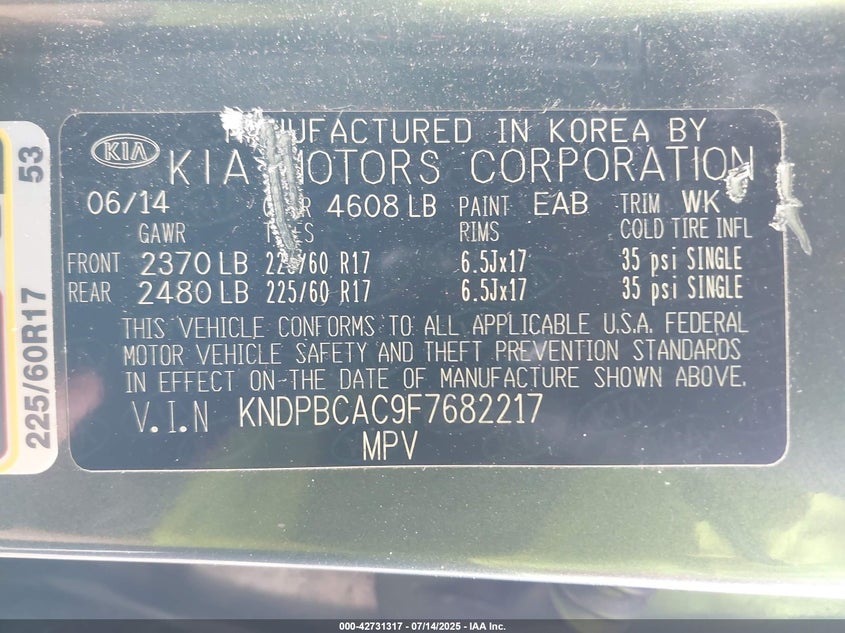 MANUFACTURED IN KOREA BY
KIA
KIA MOTORS CORPORATION
06/14 4608 LB PAINT EAB TRIM WK
GAWR RIMS COLD TIRE INFL
FRONT 2370 LB 225/60 R17 6.5Jx17 35 psi SINGLE
REAR 2480 LB 225/60 R17 6.5Jx17 35 psi SINGLE
THIS VEHICLE CONFORMS TO ALL APPLICABLE U.S.A. FEDERAL
MOTOR VEHICLE SAFETY AND THEFT PREVENTION STANDARDS
IN EFFECT ON THE DATE OF MANUFACTURE SHOWN ABOVE.
V.I.N KNDPBCAC9F7682217
MPV
53
225/60R17
000-42731317 - 07/14/2025 - IAA Inc.